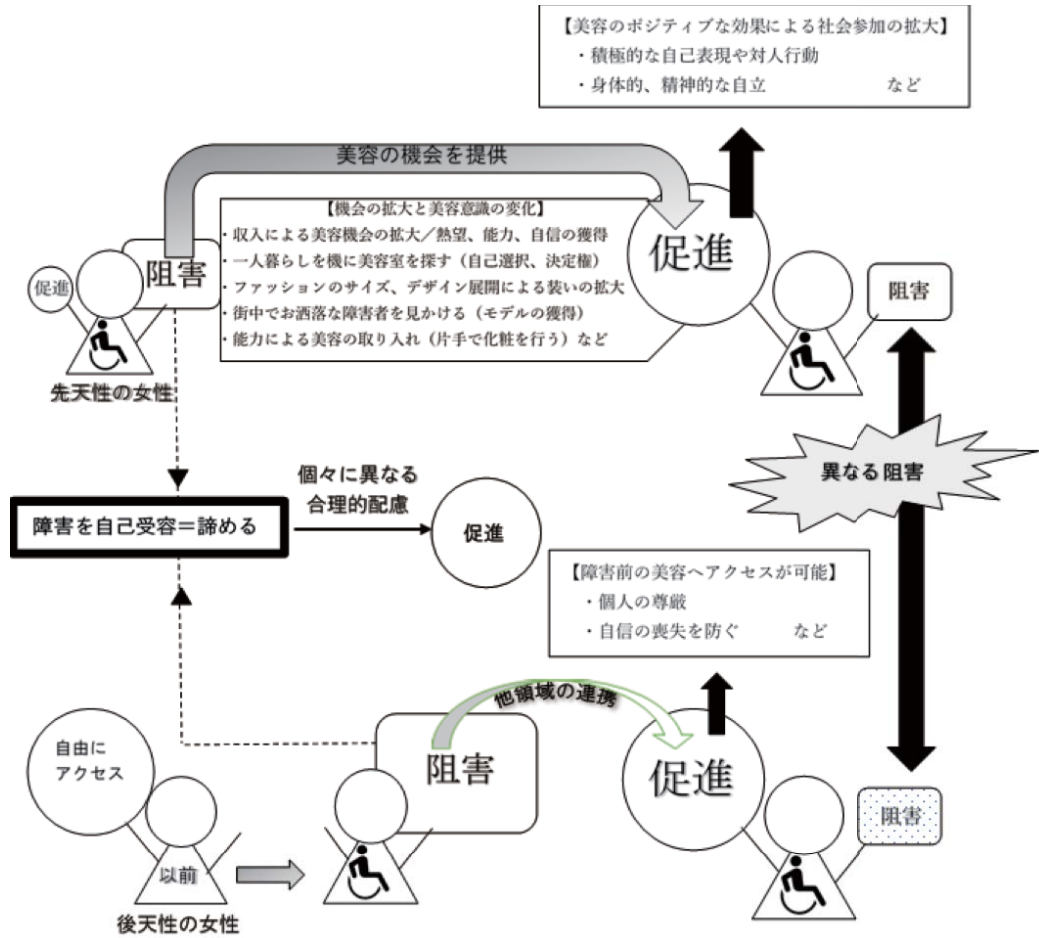 【美容のポジティブな効果による社会参加の拡大】
・積極的な自己表現や対人行動
・身体的、精神的な自立 など
美容の機会を提供
【機会の拡大と美容意識の変化】
・収入による美容機会の拡大／熱望、能力、自信の獲得
・一人暮らしを機に美容室を探す（自己選択、決定権）
・ファッションのサイズ、デザイン展開による装いの拡大
・街中でお洒落な障害者を見かける（モデルの獲得）
・能力による美容の取り入れ（片手で化粧を行う）など
促進
阻害
促進
阻害
先天性の女性
異なる阻害
個々に異なる
合理的配慮
障害を自己受容＝諦める
促進
【障害前の美容へアクセスが可能】
・個人の尊厳
・自信の喪失を防ぐ など
他領域の連携
自由に
アクセス
阻害
促進
阻害
以前
後天性の女性